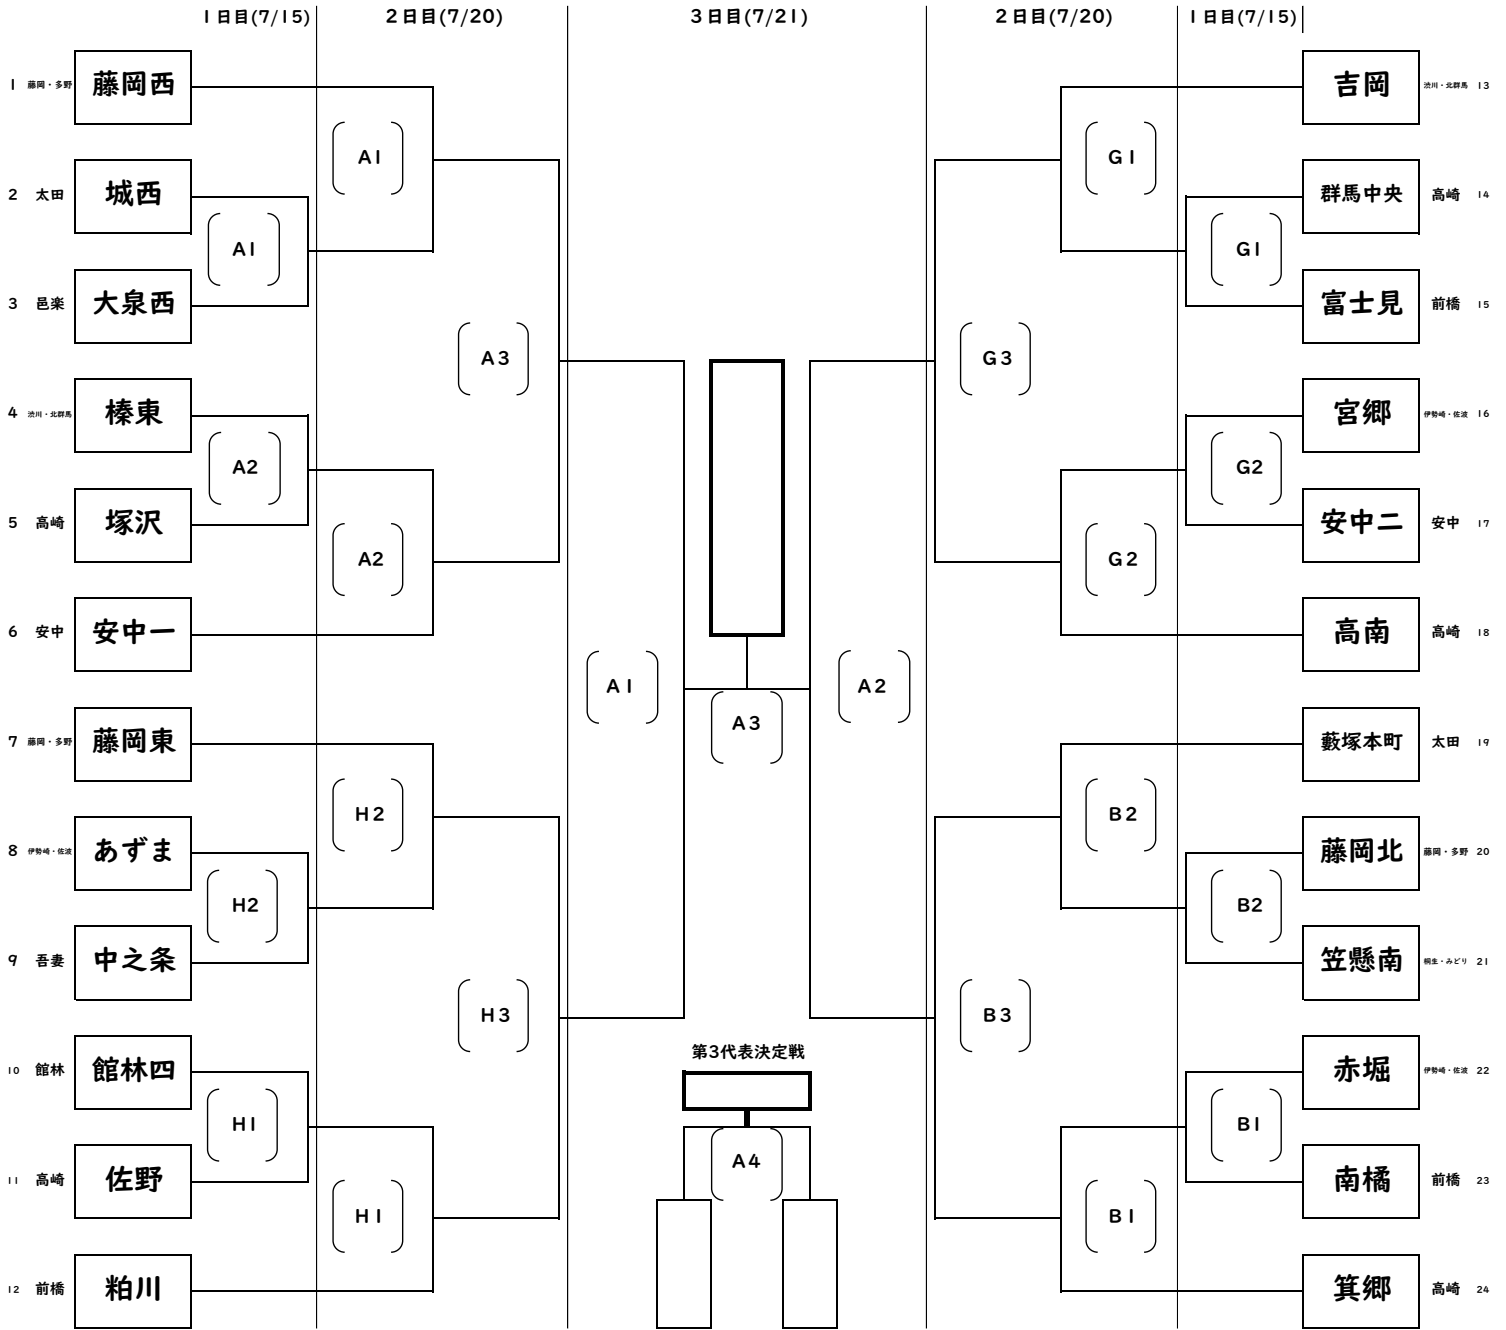 1日目(7/15) 2日目(7/20) 3日目(7/21) 2日目(7/20) 1日目(7/15)
1 藤岡・多野 藤岡西 吉岡 渋川・北群馬 13
A1 G1
2 太田 城西 群馬中央 高崎 14
A1 G1
3 邑楽 大泉西 富士見 前橋 15
A3 G3
4 渋川・北群馬 榛東 宮郷 伊勢崎・佐波 16
A2 G2
5 高崎 塚沢 安中二 安中 17
A2 G2
6 安中 安中一 高南 高崎 18
A1 A2
A3
7 藤岡・多野 藤岡東 藪塚本町 太田 19
H2 B2
8 伊勢崎・佐波 あずま 藤岡北 藤岡・多野 20
H2 B2
9 吾妻 中之条 笠懸南 桐生・みどり 21
H3 B3
第3代表決定戦
10 館林 館林四 赤堀 伊勢崎・佐波 22
H1 B1
A4
11 高崎 佐野 南橘 前橋 23
H1 B1
12 前橋 粕川 箕郷 高崎 24